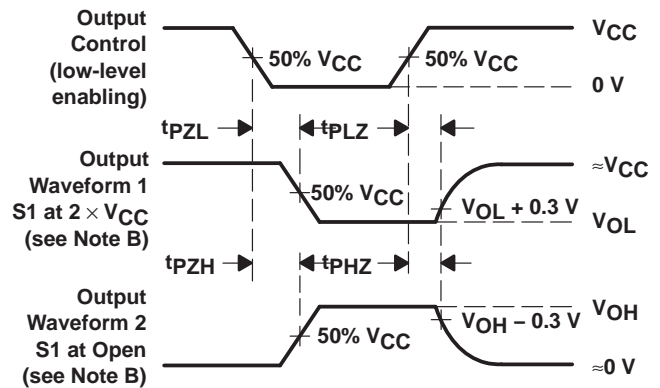 Output
Control
(low-level
enabling)
50% VCC
50% VCC
VCC
0 V
tPZL
tPLZ
Output
Waveform 1
S1 at 2 × VCC
(see Note B)
50% VCC
VOL + 0.3 V
≈VCC
VOL
tPZH
tPHZ
Output
Waveform 2
S1 at Open
(see Note B)
50% VCC
VOH − 0.3 V
VOH
≈0 V